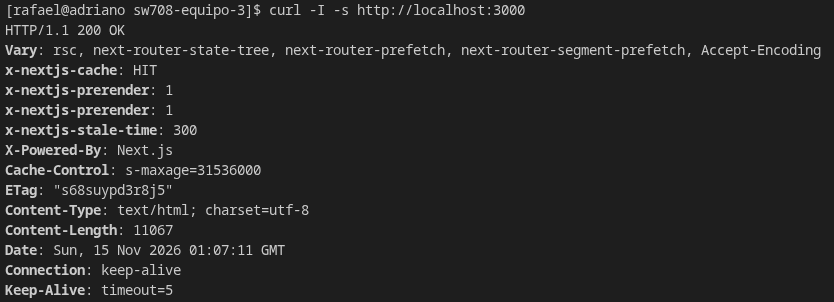 [rafael@adriano sw708-equipo-3]$ curl -I -s http://localhost:3000
HTTP/1.1 200 OK
Vary: rsc, next-router-state-tree, next-router-prefetch, next-router-segment-prefetch, Accept-Encoding
x-nextjs-cache: HIT
x-nextjs-prerender: 1
x-nextjs-prerender: 1
x-nextjs-stale-time: 300
X-Powered-By: Next.js
Cache-Control: s-maxage=31536000
ETag: "s68suypd3r8j5"
Content-Type: text/html; charset=utf-8
Content-Length: 11067
Date: Sun, 15 Nov 2026 01:07:11 GMT
Connection: keep-alive
Keep-Alive: timeout=5